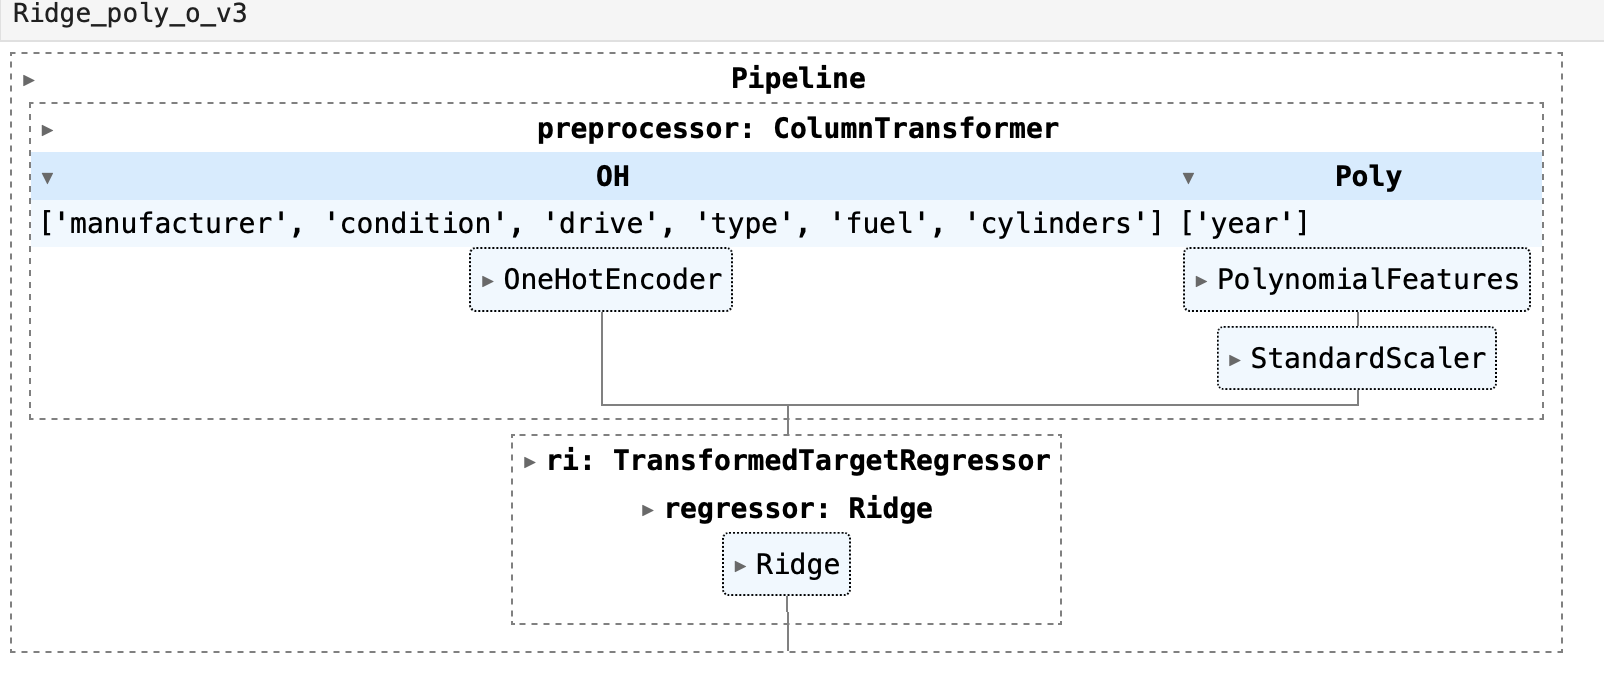 Ridge_poly_o_v3
Pipeline
preprocessor: ColumnTransformer
OH
Poly
['manufacturer', 'condition', 'drive', 'type', 'fuel', 'cylinders']
['year']
OneHotEncoder
PolynomialFeatures
StandardScaler
ri: TransformedTargetRegressor
regressor: Ridge
Ridge